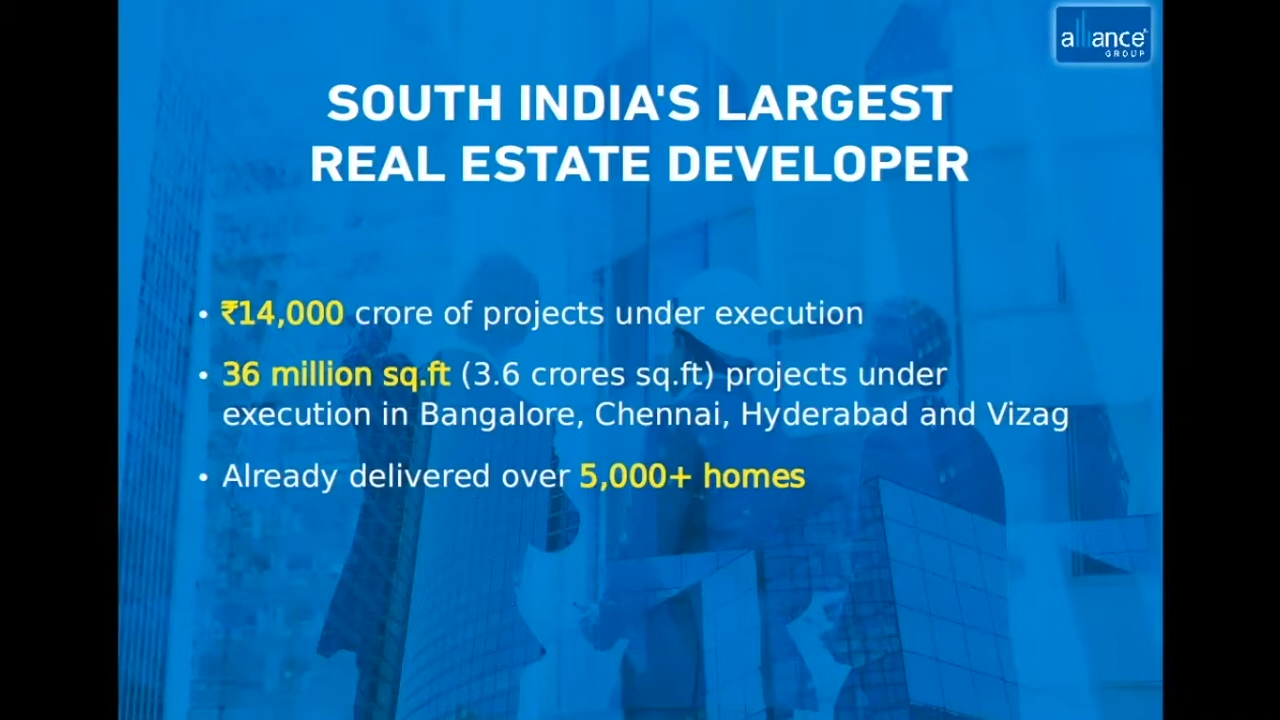 alliance
GROUP
SOUTH INDIA'S LARGEST
REAL ESTATE DEVELOPER
• ₹14,000 crore of projects under execution
• 36 million sq.ft (3.6 crores sq.ft) projects under
execution in Bangalore, Chennai, Hyderabad and Vizag
• Already delivered over 5,000+ homes